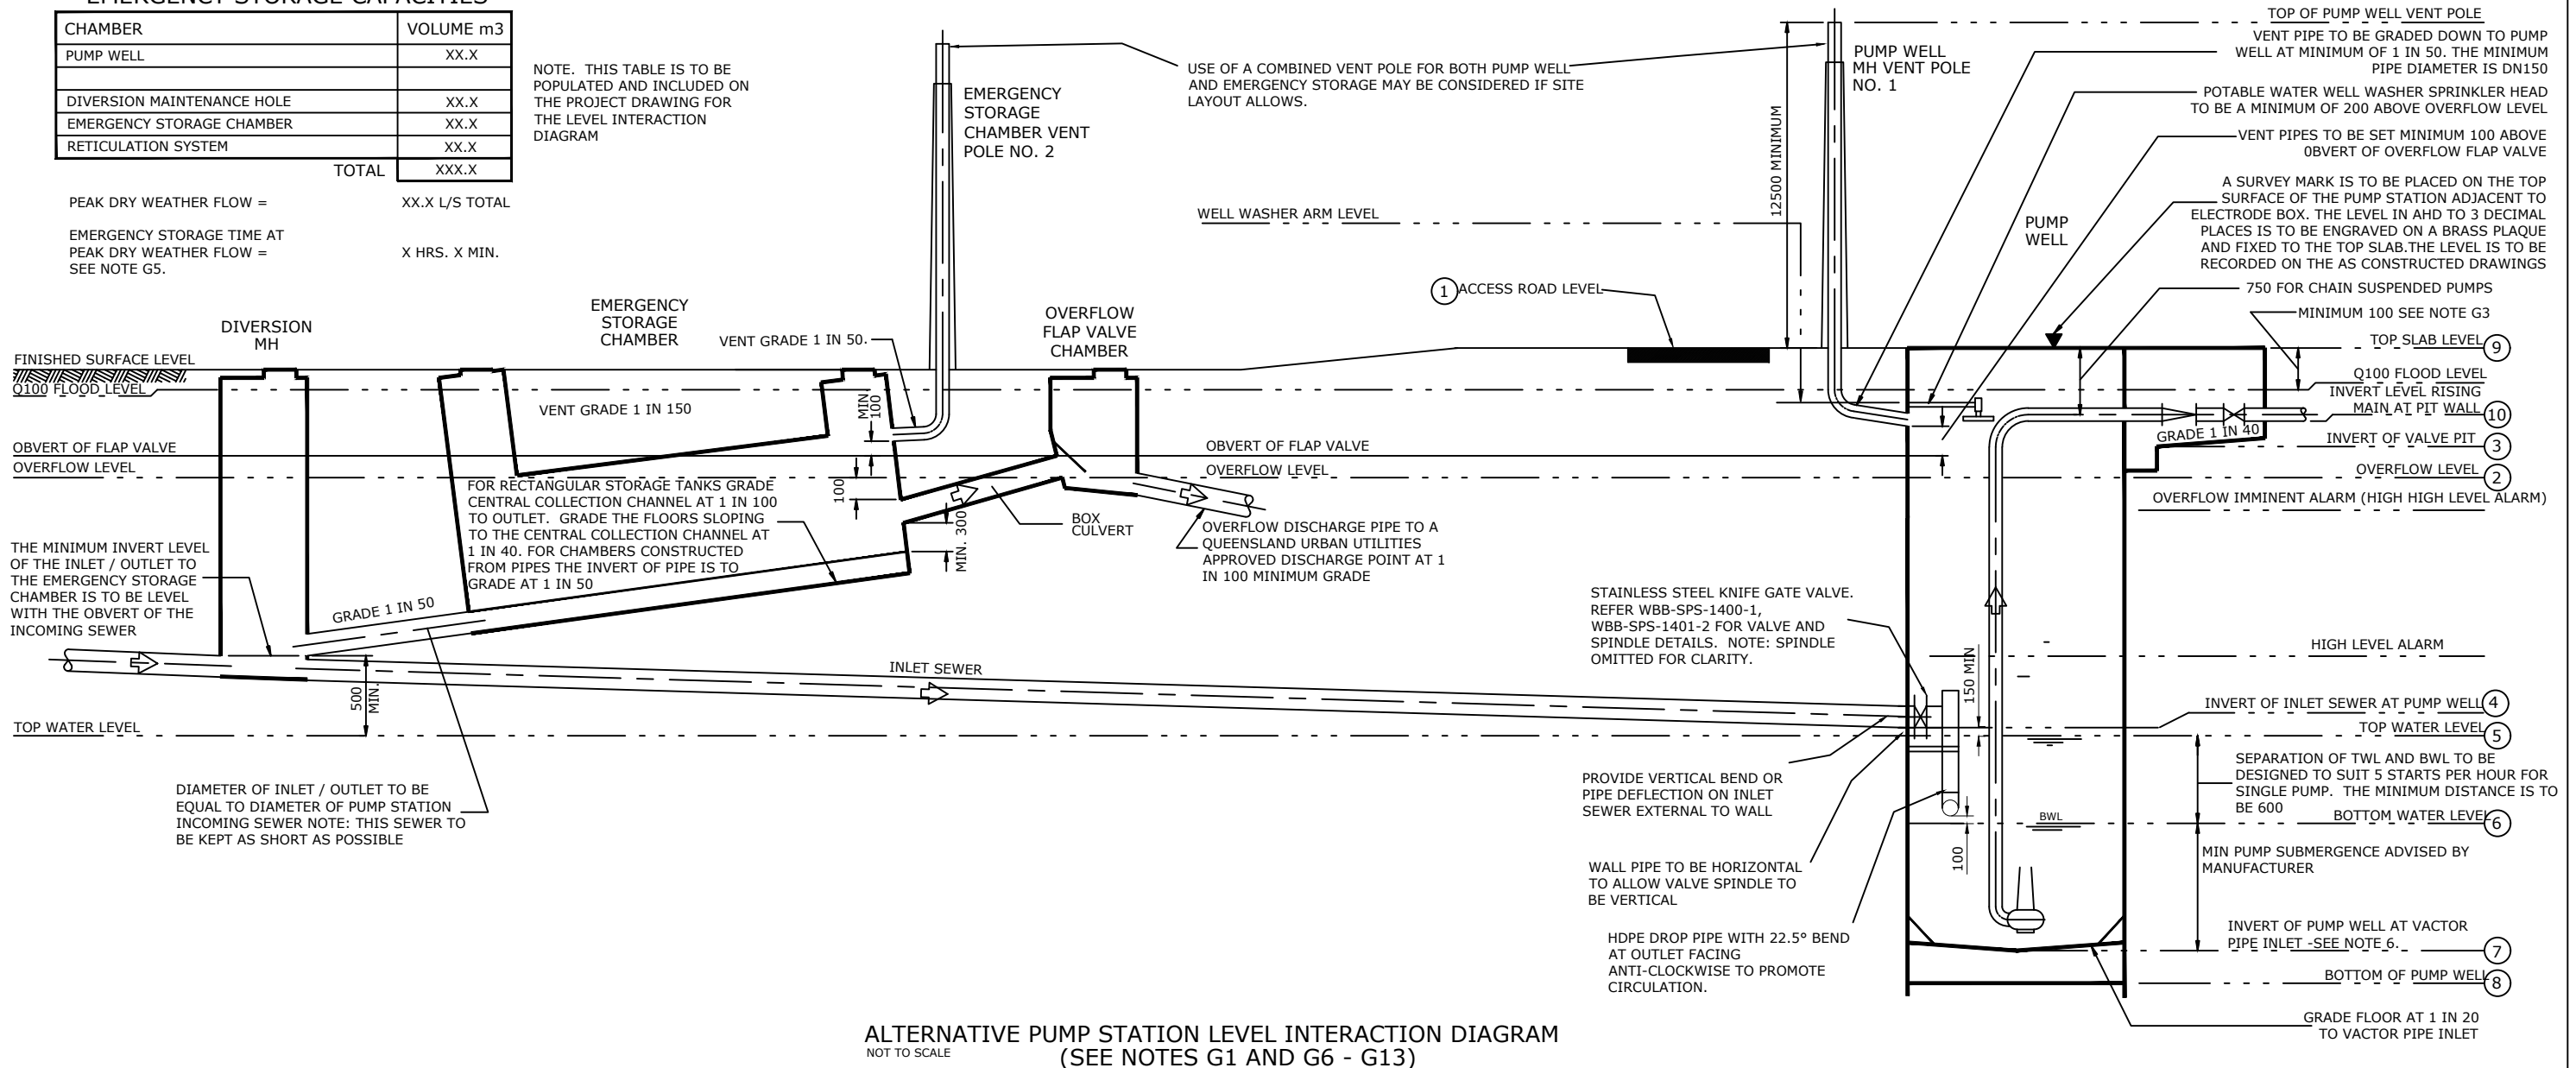 EMERGENCY STORAGE CAPACITIES
CHAMBER VOLUME m3
PUMP WELL XX.X
DIVERSION MAINTENANCE HOLE XX.X
EMERGENCY STORAGE CHAMBER XX.X
RETICULATION SYSTEM XX.X
TOTAL XXX.X
PEAK DRY WEATHER FLOW = XX.X L/S TOTAL
EMERGENCY STORAGE TIME AT
PEAK DRY WEATHER FLOW = X HRS. X MIN.
SEE NOTE G5.
NOTE. THIS TABLE IS TO BE
POPULATED AND INCLUDED ON
THE PROJECT DRAWING FOR
THE LEVEL INTERACTION
DIAGRAM
EMERGENCY
STORAGE
CHAMBER VENT
POLE NO. 2
USE OF A COMBINED VENT POLE FOR BOTH PUMP WELL
AND EMERGENCY STORAGE MAY BE CONSIDERED IF SITE
LAYOUT ALLOWS.
12500 MINIMUM
PUMP WELL
MH VENT POLE
NO. 1
TOP OF PUMP WELL VENT POLE
VENT PIPE TO BE GRADED DOWN TO PUMP
WELL AT MINIMUM OF 1 IN 50. THE MINIMUM
PIPE DIAMETER IS DN150
POTABLE WATER WELL WASHER SPRINKLER HEAD
TO BE A MINIMUM OF 200 ABOVE OVERFLOW LEVEL
VENT PIPES TO BE SET MINIMUM 100 ABOVE
0BVERT OF OVERFLOW FLAP VALVE
A SURVEY MARK IS TO BE PLACED ON THE TOP
SURFACE OF THE PUMP STATION ADJACENT TO
ELECTRODE BOX. THE LEVEL IN AHD TO 3 DECIMAL
PLACES IS TO BE ENGRAVED ON A BRASS PLAQUE
AND FIXED TO THE TOP SLAB.THE LEVEL IS TO BE
RECORDED ON THE AS CONSTRUCTED DRAWINGS
PUMP
WELL
750 FOR CHAIN SUSPENDED PUMPS
MINIMUM 100 SEE NOTE G3
WELL WASHER ARM LEVEL
1 ACCESS ROAD LEVEL
DIVERSION
MH
EMERGENCY
STORAGE
CHAMBER
VENT GRADE 1 IN 50.
OVERFLOW
FLAP VALVE
CHAMBER
FINISHED SURFACE LEVEL
Q100 FLOOD LEVEL
VENT GRADE 1 IN 150
MIN
100
OBVERT OF FLAP VALVE
OVERFLOW LEVEL
OBVERT OF FLAP VALVE
OVERFLOW LEVEL
TOP SLAB LEVEL 9
Q100 FLOOD LEVEL
INVERT LEVEL RISING
MAIN AT PIT WALL 10
GRADE 1 IN 40
INVERT OF VALVE PIT 3
OVERFLOW LEVEL 2
OVERFLOW IMMINENT ALARM (HIGH HIGH LEVEL ALARM)
FOR RECTANGULAR STORAGE TANKS GRADE
CENTRAL COLLECTION CHANNEL AT 1 IN 100
TO OUTLET. GRADE THE FLOORS SLOPING
TO THE CENTRAL COLLECTION CHANNEL AT
1 IN 40. FOR CHAMBERS CONSTRUCTED
FROM PIPES THE INVERT OF PIPE IS TO
GRADE AT 1 IN 50
100
MIN. 300
BOX
CULVERT
OVERFLOW DISCHARGE PIPE TO A
QUEENSLAND URBAN UTILITIES
APPROVED DISCHARGE POINT AT 1
IN 100 MINIMUM GRADE
THE MINIMUM INVERT LEVEL
OF THE INLET / OUTLET TO
THE EMERGENCY STORAGE
CHAMBER IS TO BE LEVEL
WITH THE OBVERT OF THE
INCOMING SEWER
GRADE 1 IN 50
500
MIN.
INLET SEWER
TOP WATER LEVEL
DIAMETER OF INLET / OUTLET TO BE
EQUAL TO DIAMETER OF PUMP STATION
INCOMING SEWER NOTE: THIS SEWER TO
BE KEPT AS SHORT AS POSSIBLE
STAINLESS STEEL KNIFE GATE VALVE.
REFER WBB-SPS-1400-1,
WBB-SPS-1401-2 FOR VALVE AND
SPINDLE DETAILS. NOTE: SPINDLE
OMITTED FOR CLARITY.
150 MIN
HIGH LEVEL ALARM
INVERT OF INLET SEWER AT PUMP WELL 4
TOP WATER LEVEL 5
PROVIDE VERTICAL BEND OR
PIPE DEFLECTION ON INLET
SEWER EXTERNAL TO WALL
SEPARATION OF TWL AND BWL TO BE
DESIGNED TO SUIT 5 STARTS PER HOUR FOR
SINGLE PUMP. THE MINIMUM DISTANCE IS TO
BE 600
BWL
BOTTOM WATER LEVEL 6
100
MIN PUMP SUBMERGENCE ADVISED BY
MANUFACTURER
WALL PIPE TO BE HORIZONTAL
TO ALLOW VALVE SPINDLE TO
BE VERTICAL
HDPE DROP PIPE WITH 22.5° BEND
AT OUTLET FACING
ANTI-CLOCKWISE TO PROMOTE
CIRCULATION.
INVERT OF PUMP WELL AT VACTOR
PIPE INLET -SEE NOTE 6. 7
BOTTOM OF PUMP WELL 8
GRADE FLOOR AT 1 IN 20
TO VACTOR PIPE INLET
ALTERNATIVE PUMP STATION LEVEL INTERACTION DIAGRAM
NOT TO SCALE
(SEE NOTES G1 AND G6 - G13)